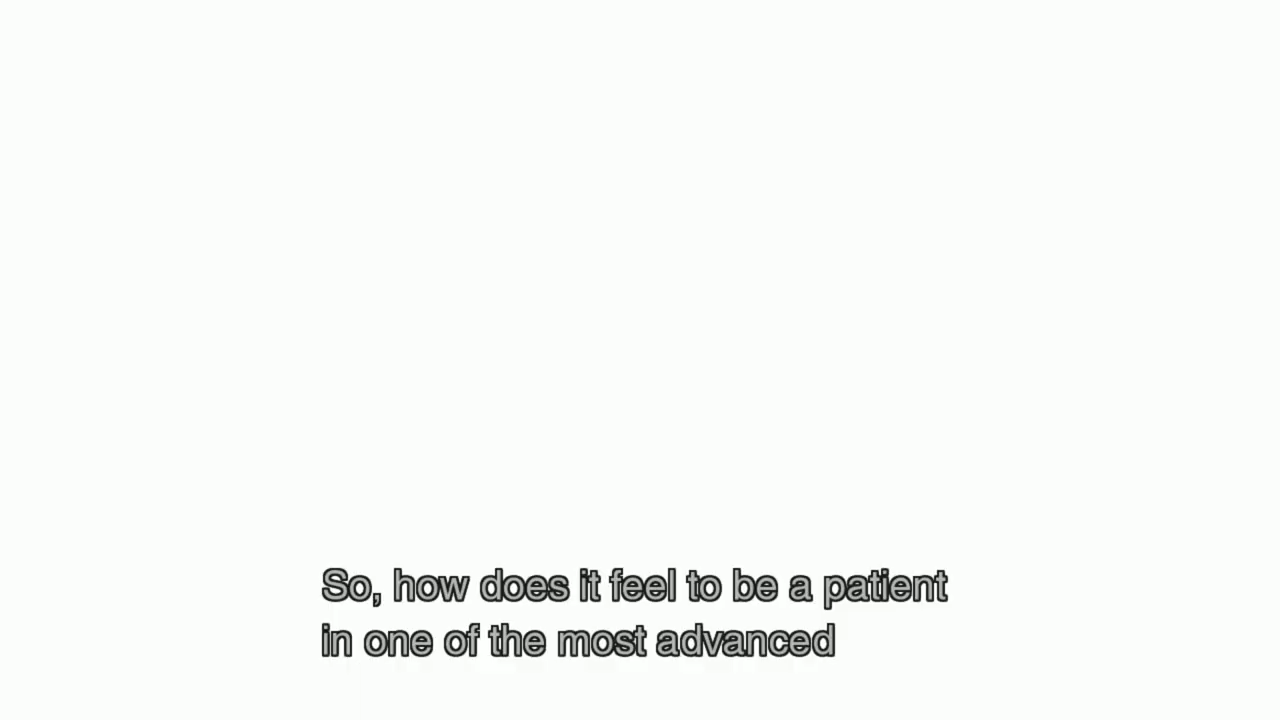 So, how does it feel to be a patient
in one of the most advanced